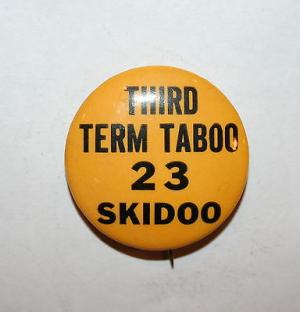 THIRD
TERM TABOO
23
SKIDOO